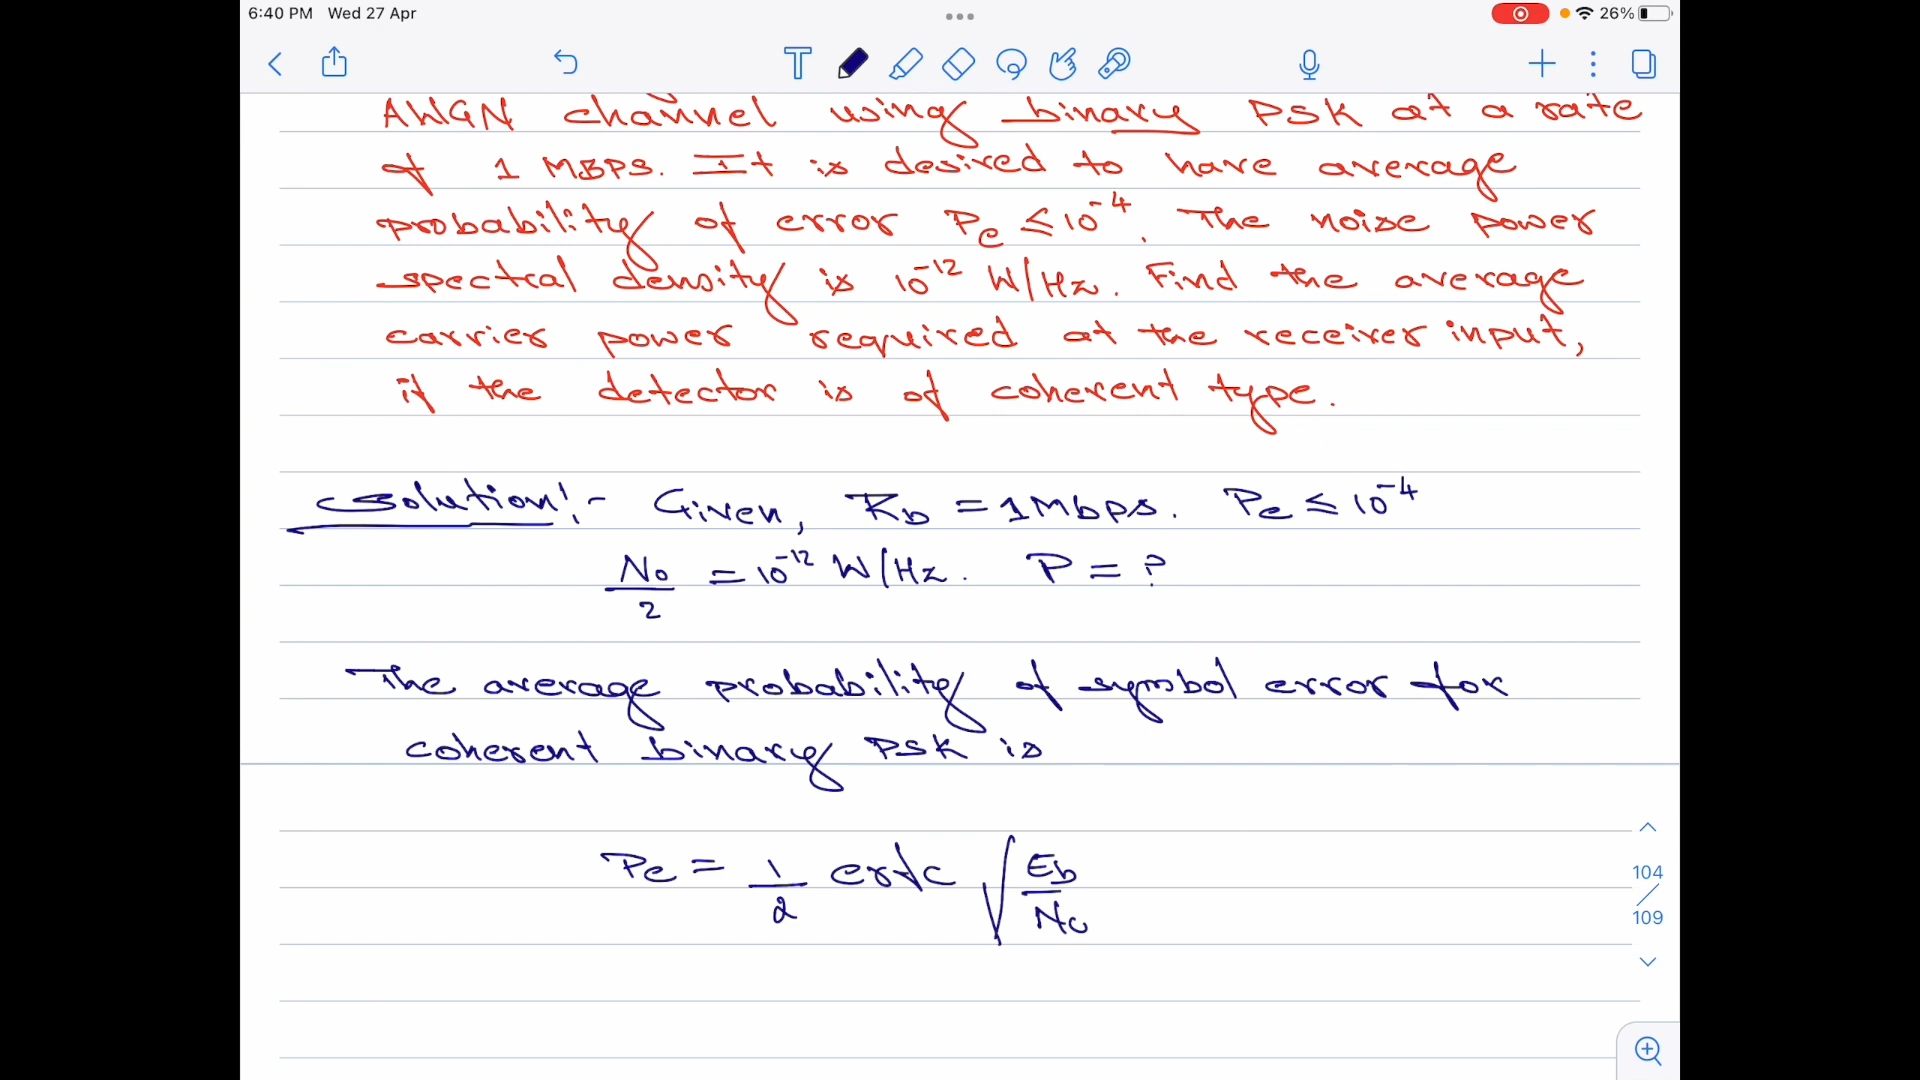 6:40 PM Wed 27 Apr
26%
T
AWGN channel using binary PSK at a rate
of 1 MBPS. It is desired to have average
probability of error Pe ≤ 10⁻⁴. The noise power
spectral density is 10⁻¹² W/Hz. Find the average
carrier power required at the receiver input,
if the detector is of coherent type.
Solution:- Given, Rb = 1Mbps. Pe ≤ 10⁻⁴
No/2 = 10⁻¹² W/Hz. P = ?
The average probability of symbol error for
coherent binary PSK is
Pe = 1/2 erfc √(Eb/No)
104
109